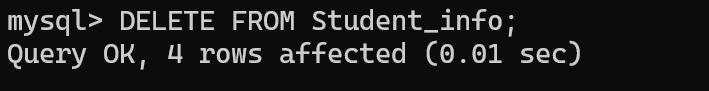 mysql> DELETE FROM Student_info;
Query OK, 4 rows affected (0.01 sec)